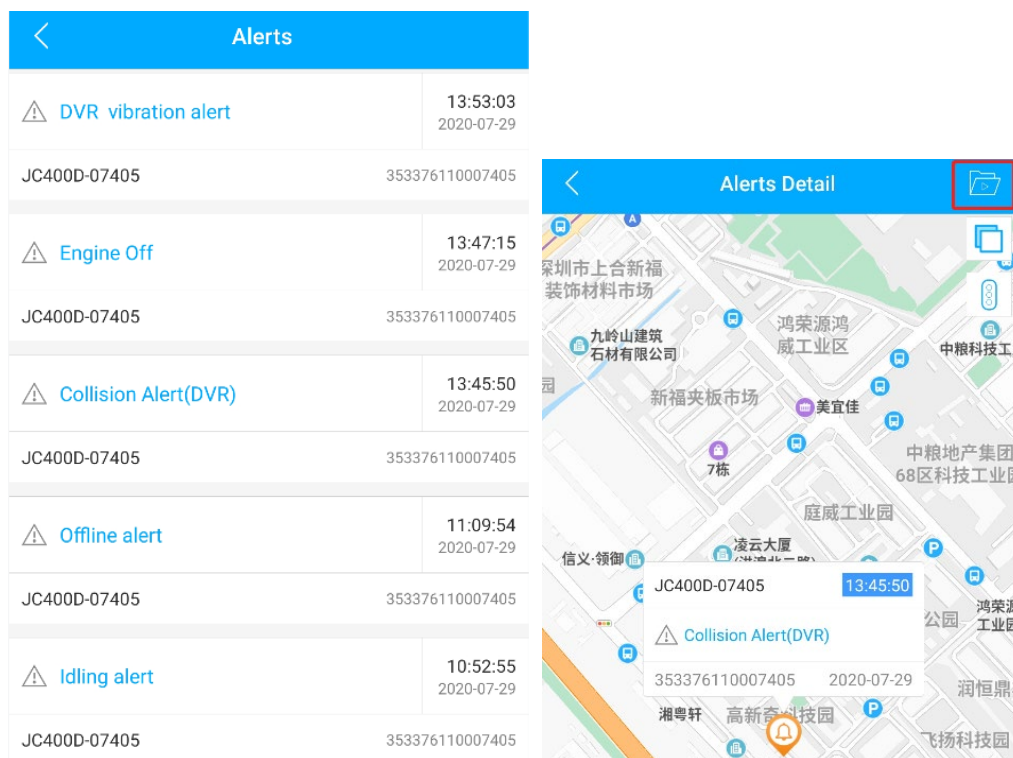 Alerts
DVR  vibration alert
13:53:03
2020-07-29
JC400D-07405
353376110007405
Engine Off
13:47:15
2020-07-29
JC400D-07405
353376110007405
Collision Alert(DVR)
13:45:50
2020-07-29
JC400D-07405
353376110007405
Offline alert
11:09:54
2020-07-29
JC400D-07405
353376110007405
Idling alert
10:52:55
2020-07-29
JC400D-07405
353376110007405
Alerts Detail
A
深圳市上合新福
装饰材料市场
九岭山建筑
石材有限公司
鸿荣源鸿
威工业区
中粮科技工
园
新福夹板市场
美宜佳
7栋
中粮地产集团
68区科技工业园
庭威工业园
凌云大厦
P
信义·领御
JC400D-07405
13:45:50
Collision Alert(DVR)
353376110007405
2020-07-29
公园
鸿荣源
工业园
润恒鼎
湘粤轩
高新奇科技园
P
飞扬科技园